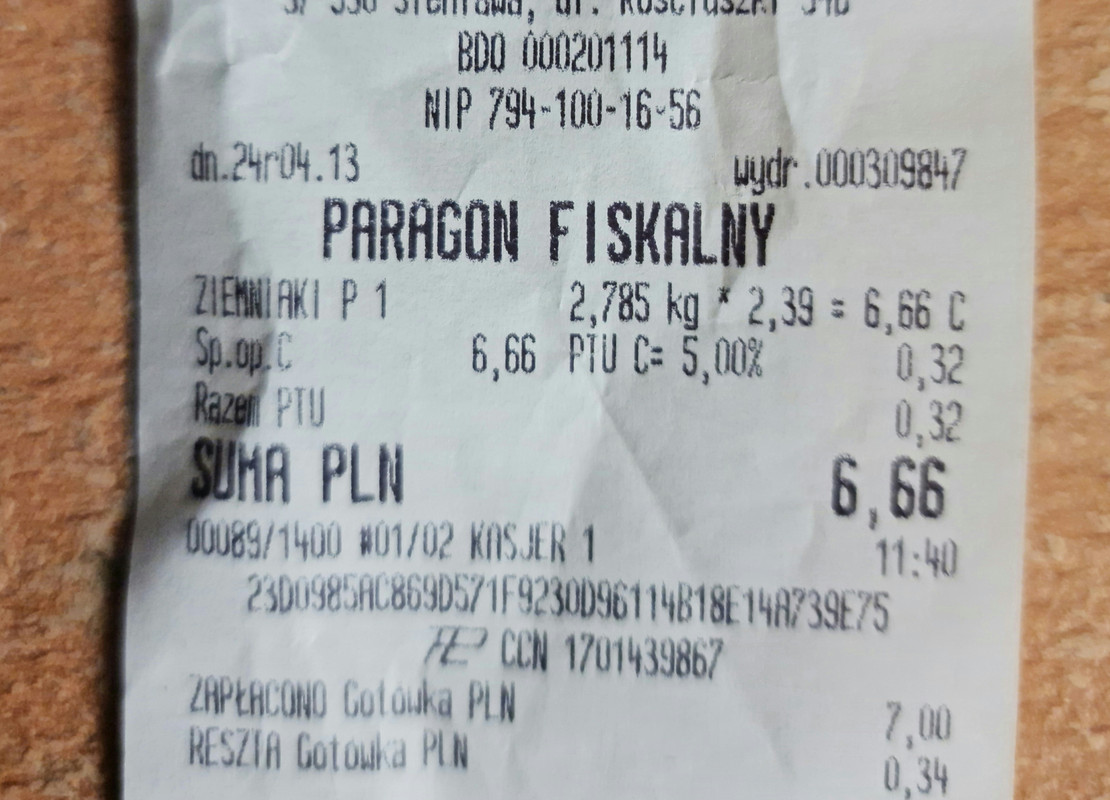 BDO 000201114
NIP 794-100-16-56
dn.24r04.13 wydr.000309847
PARAGON FISKALNY
ZIEMNIAKI P 1 2,785 kg * 2,39 = 6,66 C
Sp.op.C 6,66 PTU C= 5,00% 0,32
Razem PTU 0,32
SUMA PLN 6,66
00089/1400 #01/02 KASJER 1 11:40
23D0985AC869D571F9230D96114B18E14A739E75
CCN 1701439867
ZAPŁACONO Gotówka PLN 7,00
RESZTA Gotówka PLN 0,34